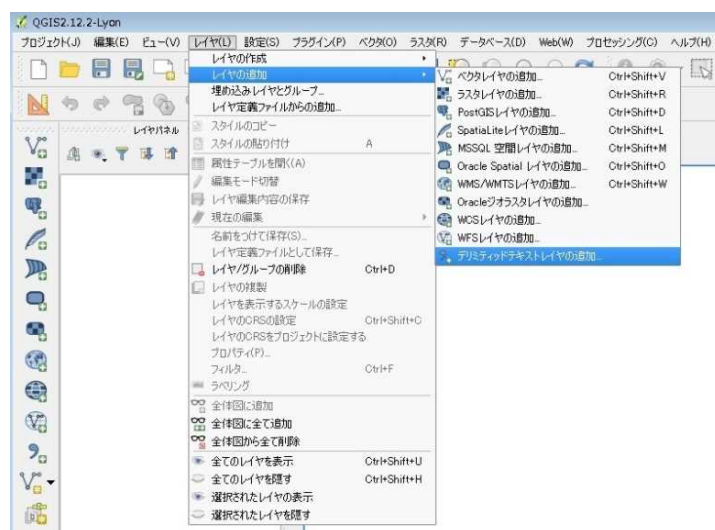 QGIS2.12.2-Lyon
プロジェクト(J) 編集(E) ビュー(V) レイヤ(L) 設定(S) プラグイン(P) ベクタ(O) ラスタ(R) データベース(D) Web(W) プロセッシング(C) ヘルプ(H)
レイヤパネル
レイヤの作成
レイヤの追加
埋め込みレイヤとグループ...
レイヤ定義ファイルからの追加...
スタイルのコピー
スタイルの貼り付け A
属性テーブルを開く(A)
編集モード切替
レイヤ編集内容の保存
現在の編集
名前をつけて保存(S)...
レイヤ定義ファイルとして保存...
レイヤ/グループの削除 Ctrl+D
レイヤの複製
レイヤを表示するスケールの設定
レイヤのCRSの設定 Ctrl+Shift+C
レイヤのCRSをプロジェクトに設定する
プロパティ(P)...
フィルタ... Ctrl+F
ラベリング
全体図に追加
全体図に全て追加
全体図から全て削除
全てのレイヤを表示 Ctrl+Shift+U
全てのレイヤを隠す Ctrl+Shift+H
選択されたレイヤの表示
選択されたレイヤを隠す
ベクタレイヤの追加... Ctrl+Shift+V
ラスタレイヤの追加... Ctrl+Shift+R
PostGISレイヤの追加... Ctrl+Shift+D
SpatiaLiteレイヤの追加... Ctrl+Shift+L
MSSQL 空間レイヤの追加... Ctrl+Shift+M
Oracle Spatial レイヤの追加... Ctrl+Shift+O
WMS/WMTSレイヤの追加... Ctrl+Shift+W
Oracleジオラスタレイヤの追加...
WCSレイヤの追加...
WFSレイヤの追加...
デリミティッドテキストレイヤの追加...